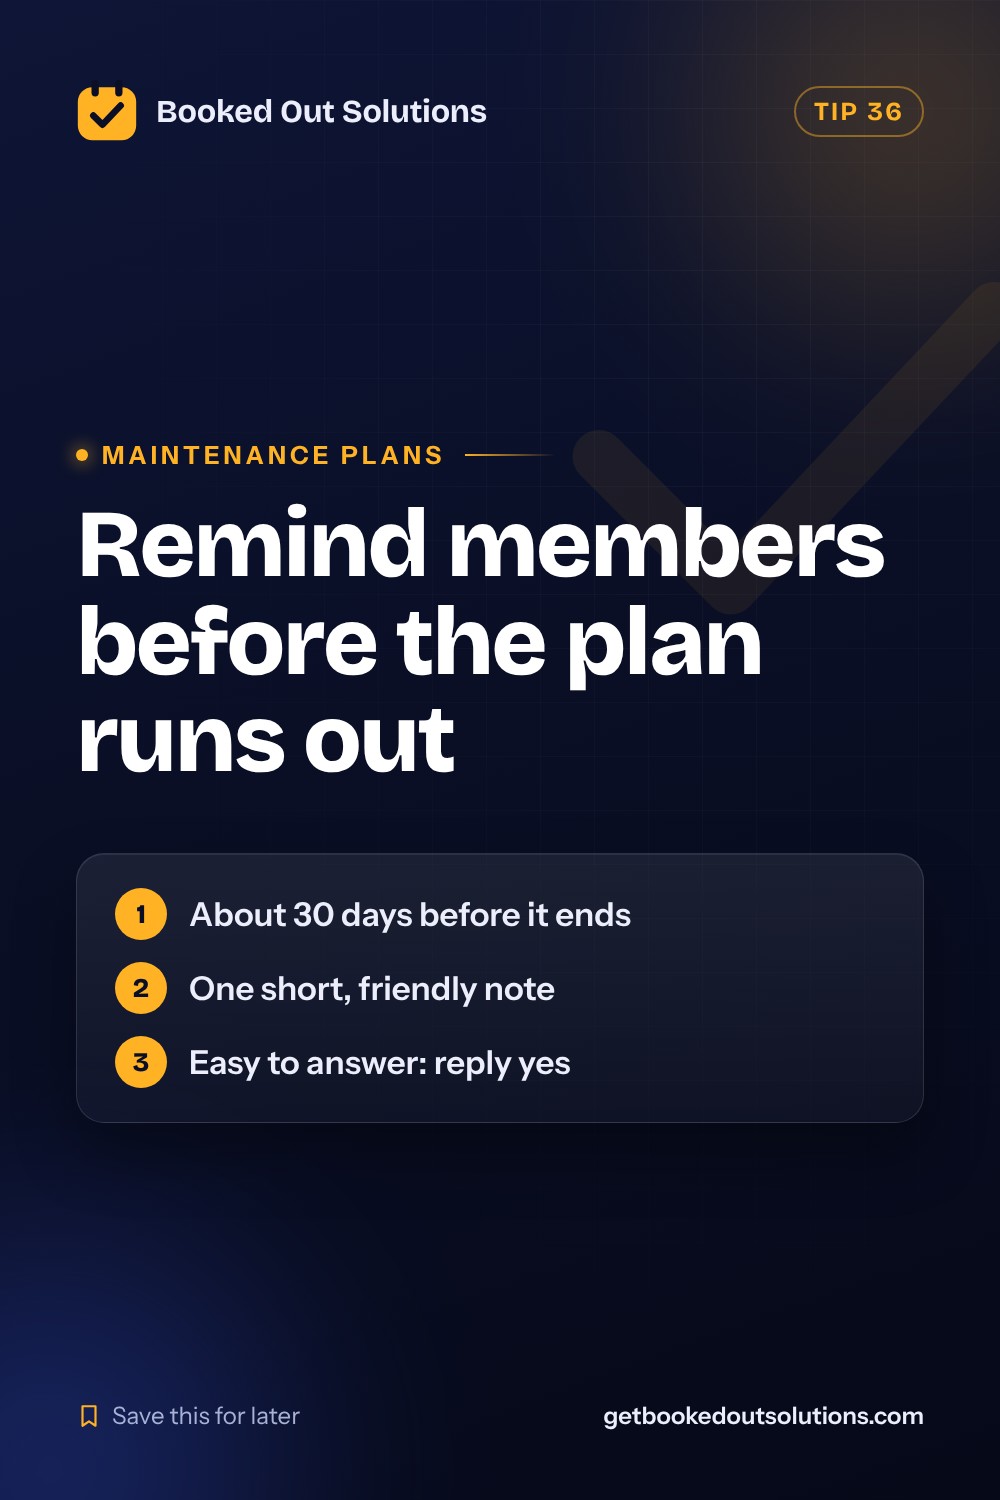 Booked Out Solutions
TIP 36
MAINTENANCE PLANS
Remind members
before the plan
runs out
1 About 30 days before it ends
2 One short, friendly note
3 Easy to answer: reply yes
Save this for later
getbookedoutsolutions.com